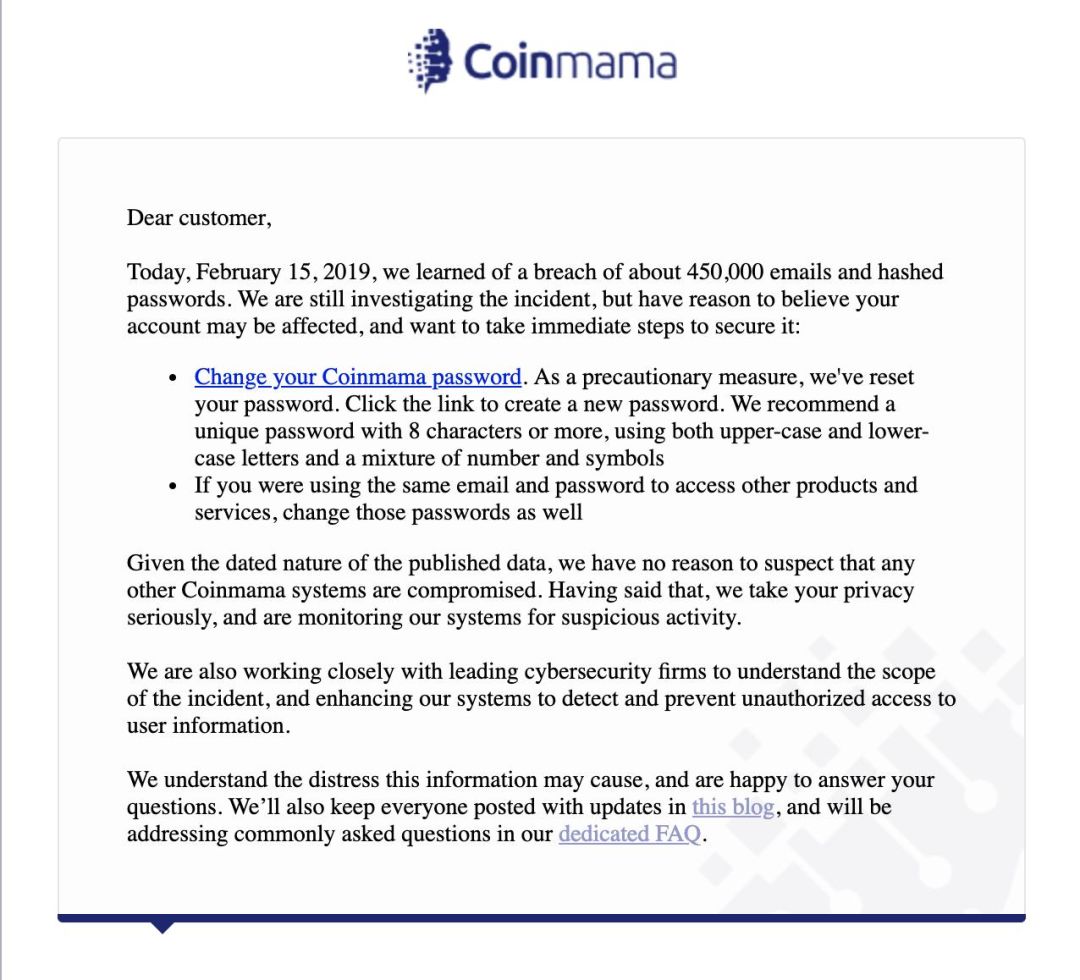 Coinmama
Dear customer,
Today, February 15, 2019, we learned of a breach of about 450,000 emails and hashed
passwords. We are still investigating the incident, but have reason to believe your
account may be affected, and want to take immediate steps to secure it:
• Change your Coinmama password. As a precautionary measure, we've reset
your password. Click the link to create a new password. We recommend a
unique password with 8 characters or more, using both upper-case and lower-
case letters and a mixture of number and symbols
• If you were using the same email and password to access other products and
services, change those passwords as well
Given the dated nature of the published data, we have no reason to suspect that any
other Coinmama systems are compromised. Having said that, we take your privacy
seriously, and are monitoring our systems for suspicious activity.
We are also working closely with leading cybersecurity firms to understand the scope
of the incident, and enhancing our systems to detect and prevent unauthorized access to
user information.
We understand the distress this information may cause, and are happy to answer your
questions. We’ll also keep everyone posted with updates in this blog, and will be
addressing commonly asked questions in our dedicated FAQ.